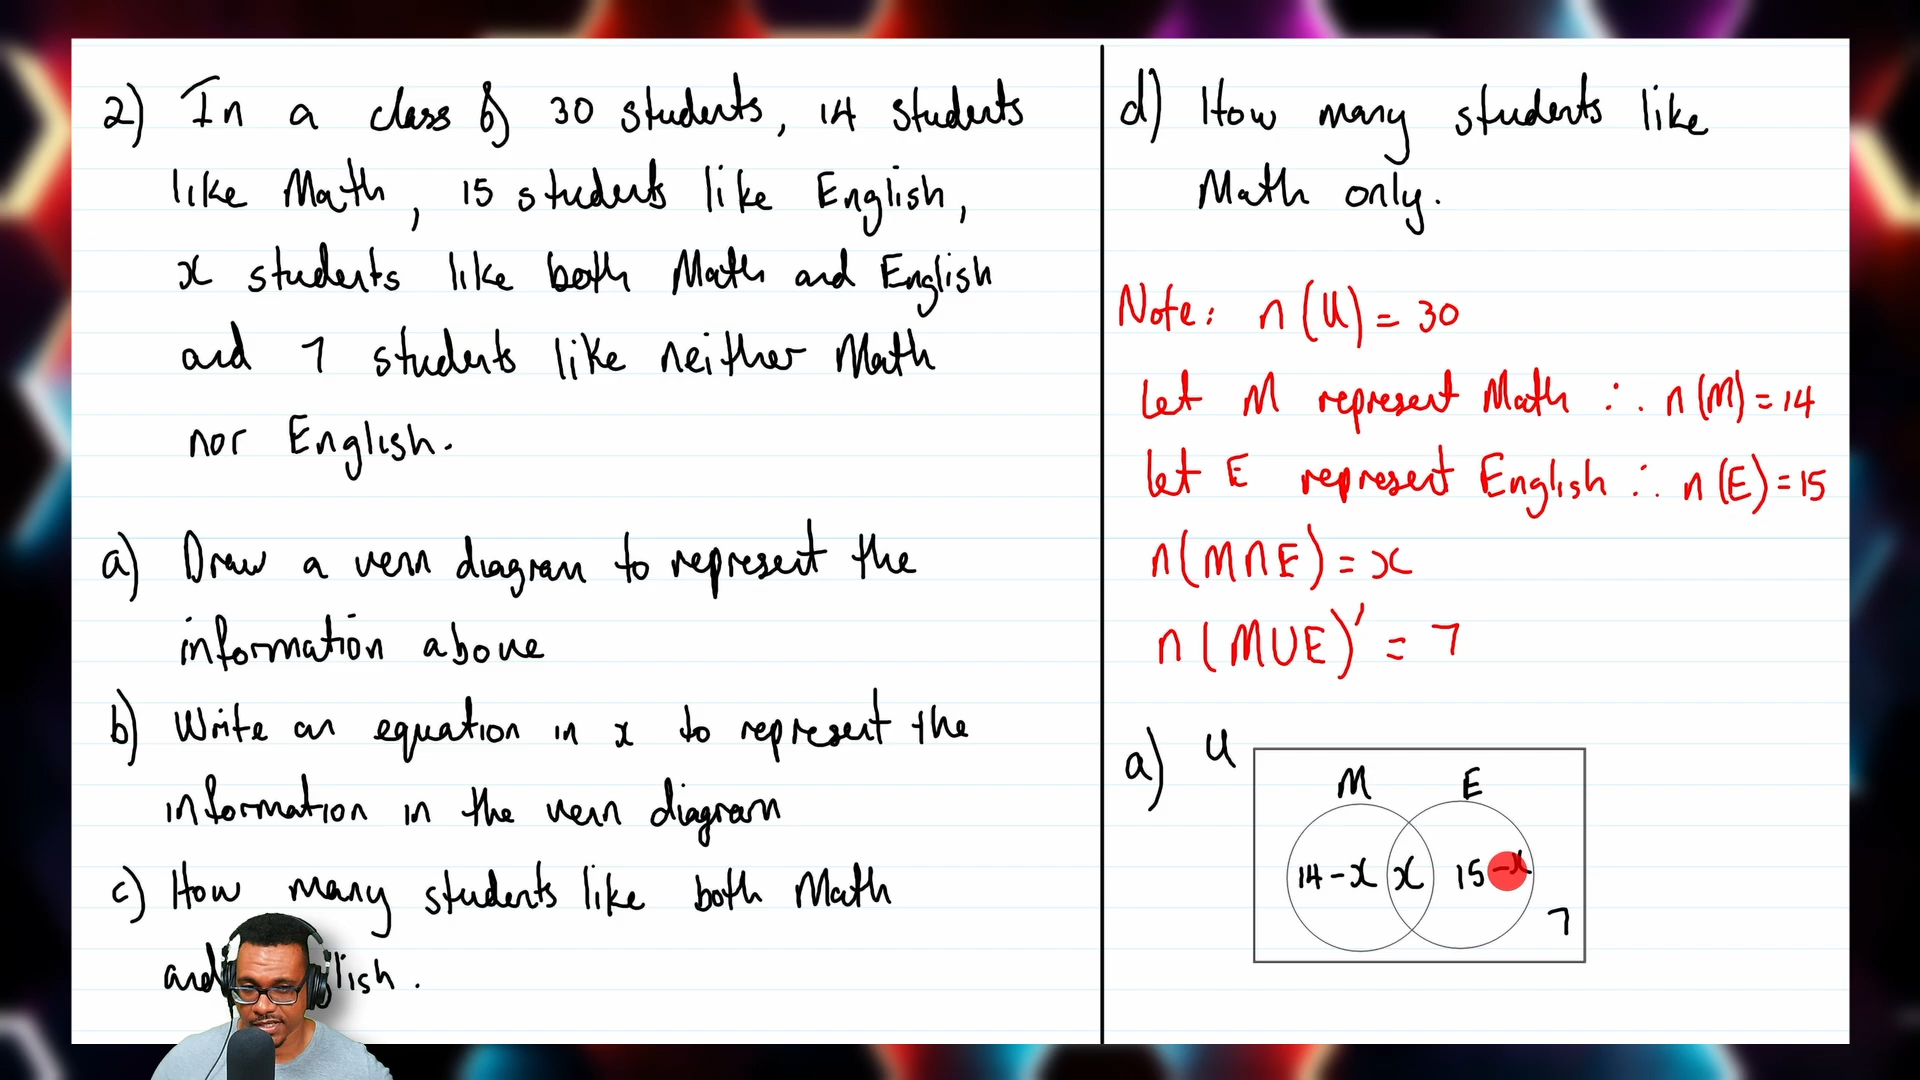 2) In a class of 30 students, 14 students
like Math, 15 students like English,
x students like both Math and English
and 7 students like neither Math
nor English.
a) Draw a venn diagram to represent the
information above
b) Write an equation in x to represent the
information in the venn diagram
c) How many students like both Math
and lish.
d) How many students like
Math only.
Note: n(U) = 30
Let M represent Math ∴ n(M) = 14
Let E represent English ∴ n(E) = 15
n(M∩E) = x
n(M∪E)' = 7
a) U
M E
14-x x 15-x
7